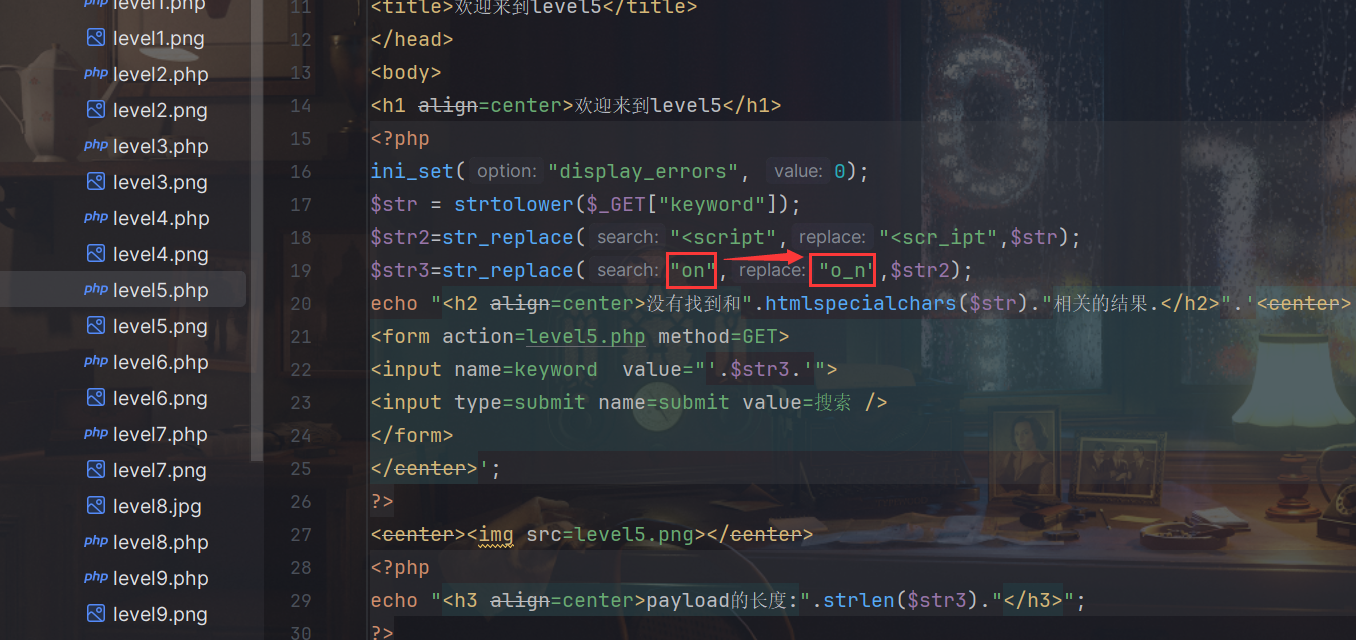 php level1.php
level1.png
php level2.php
level2.png
php level3.php
level3.png
php level4.php
level4.png
php level5.php
level5.png
php level6.php
level6.png
php level7.php
level7.png
level8.jpg
php level8.php
php level9.php
level9.png
11 <title>欢迎来到level5</title>
12 </head>
13 <body>
14 <h1 align=center>欢迎来到level5</h1>
15 <?php
16 ini_set( option: "display_errors", value: 0);
17 $str = strtolower($_GET["keyword"]);
18 $str2=str_replace( search: "<script", replace: "<scr_ipt",$str);
19 $str3=str_replace( search: "on", replace: "o_n",$str2);
20 echo "<h2 align=center>没有找到和".htmlspecialchars($str)."相关的结果.</h2>".'<center>
21 <form action=level5.php method=GET>
22 <input name=keyword  value="'.$str3.'">
23 <input type=submit name=submit value=搜索 />
24 </form>
25 </center>';
26 ?>
27 <center><img src=level5.png></center>
28 <?php
29 echo "<h3 align=center>payload的长度:".strlen($str3)."</h3>";
30 ?>